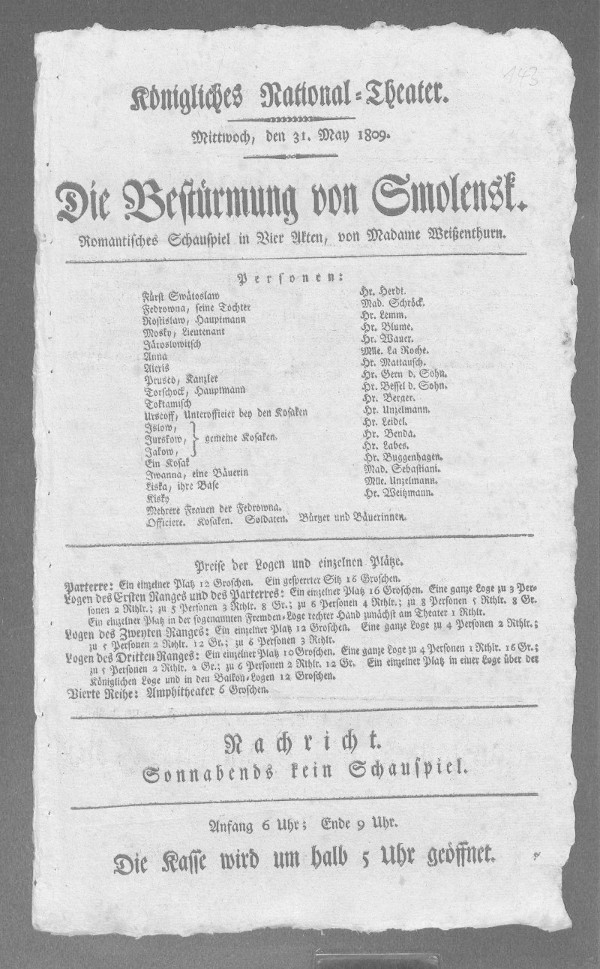 143
Königliches National-Theater.
Mittwoch, den 31. May 1809.
Die Bestürmung von Smolensk.
Romantisches Schauspiel in Vier Akten, von Madame Weißenthurn.
Personen:
Fürst Swätoslaw Hr. Herdt.
Fedrowna, seine Tochter Mad. Schröck.
Rostislaw, Hauptmann Hr. Lemm.
Mosky, Lieutenant Hr. Blume.
Järoslowitsch Hr. Wauer.
Anna Mlle. La Roche.
Alexis Hr. Mattausch.
Prused, Kanzler Hr. Gern d. Sohn.
Torschock, Hauptmann Hr. Bessel d. Sohn.
Toktamisch Hr. Berger.
Ursloff, Unterofficier bey den Kosaken Hr. Unzelmann.
Islow, Hr. Leidel.
Jurskow, } gemeine Kosaken. Hr. Benda.
Jakow, Hr. Labes.
Ein Kosak Hr. Buggenhagen.
Iwanna, eine Bäuerin Mad. Sebastiani.
Liska, ihre Base Mlle. Unzelmann.
Kisky Hr. Weitzmann.
Mehrere Frauen der Fedrowna.
Officiere. Kosaken. Soldaten. Bürger und Bäuerinnen.
Preise der Logen und einzelnen Plätze.
Parterre: Ein einzelner Platz 12 Groschen. Ein gesperrter Sitz 16 Groschen.
Logen des Ersten Ranges und des Parterres: Ein einzelner Platz 16 Groschen. Eine ganze Loge zu 3 Per-
sonen 2 Rthlr.; zu 5 Personen 3 Rthlr. 8 Gr.; zu 6 Personen 4 Rthlr.; zu 8 Personen 5 Rthlr. 8 Gr.
Ein einzelner Platz in der sogenannten Fremden-Loge rechter Hand zunächst am Theater 1 Rthlr.
Logen des Zweyten Ranges: Ein einzelner Platz 12 Groschen. Eine ganze Loge zu 4 Personen 2 Rthlr.;
zu 5 Personen 2 Rthlr. 12 Gr.; zu 6 Personen 3 Rthlr.
Logen des Dritten Ranges: Ein einzelner Platz 10 Groschen. Eine ganze Loge zu 4 Personen 1 Rthlr. 16 Gr.;
zu 5 Personen 2 Rthlr. 2 Gr.; zu 6 Personen 2 Rthlr. 12 Gr. Ein einzelner Platz in einer Loge über der
Königlichen Loge und in den Balkon-Logen 12 Groschen.
Vierte Reihe: Amphitheater 6 Groschen.
Nachricht.
Sonnabends kein Schauspiel.
Anfang 6 Uhr; Ende 9 Uhr.
Die Kasse wird um halb 5 Uhr geöffnet.